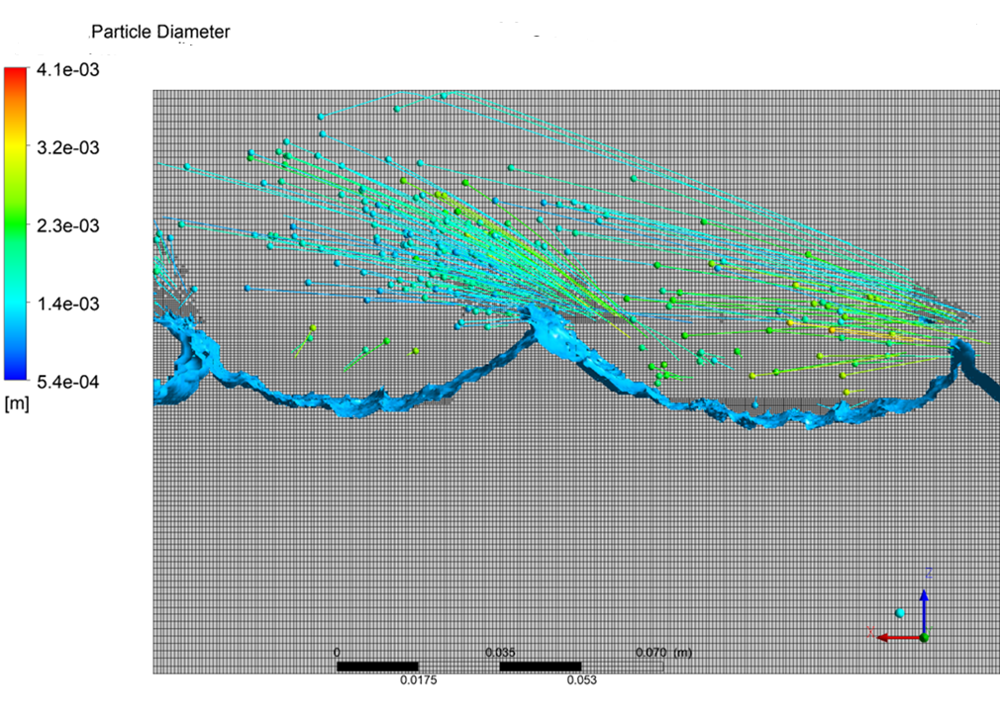 Particle Diameter
4.1e-03
3.2e-03
2.3e-03
1.4e-03
5.4e-04
[m]
Z
X
0 0.035 0.070 (m)
0.0175 0.053